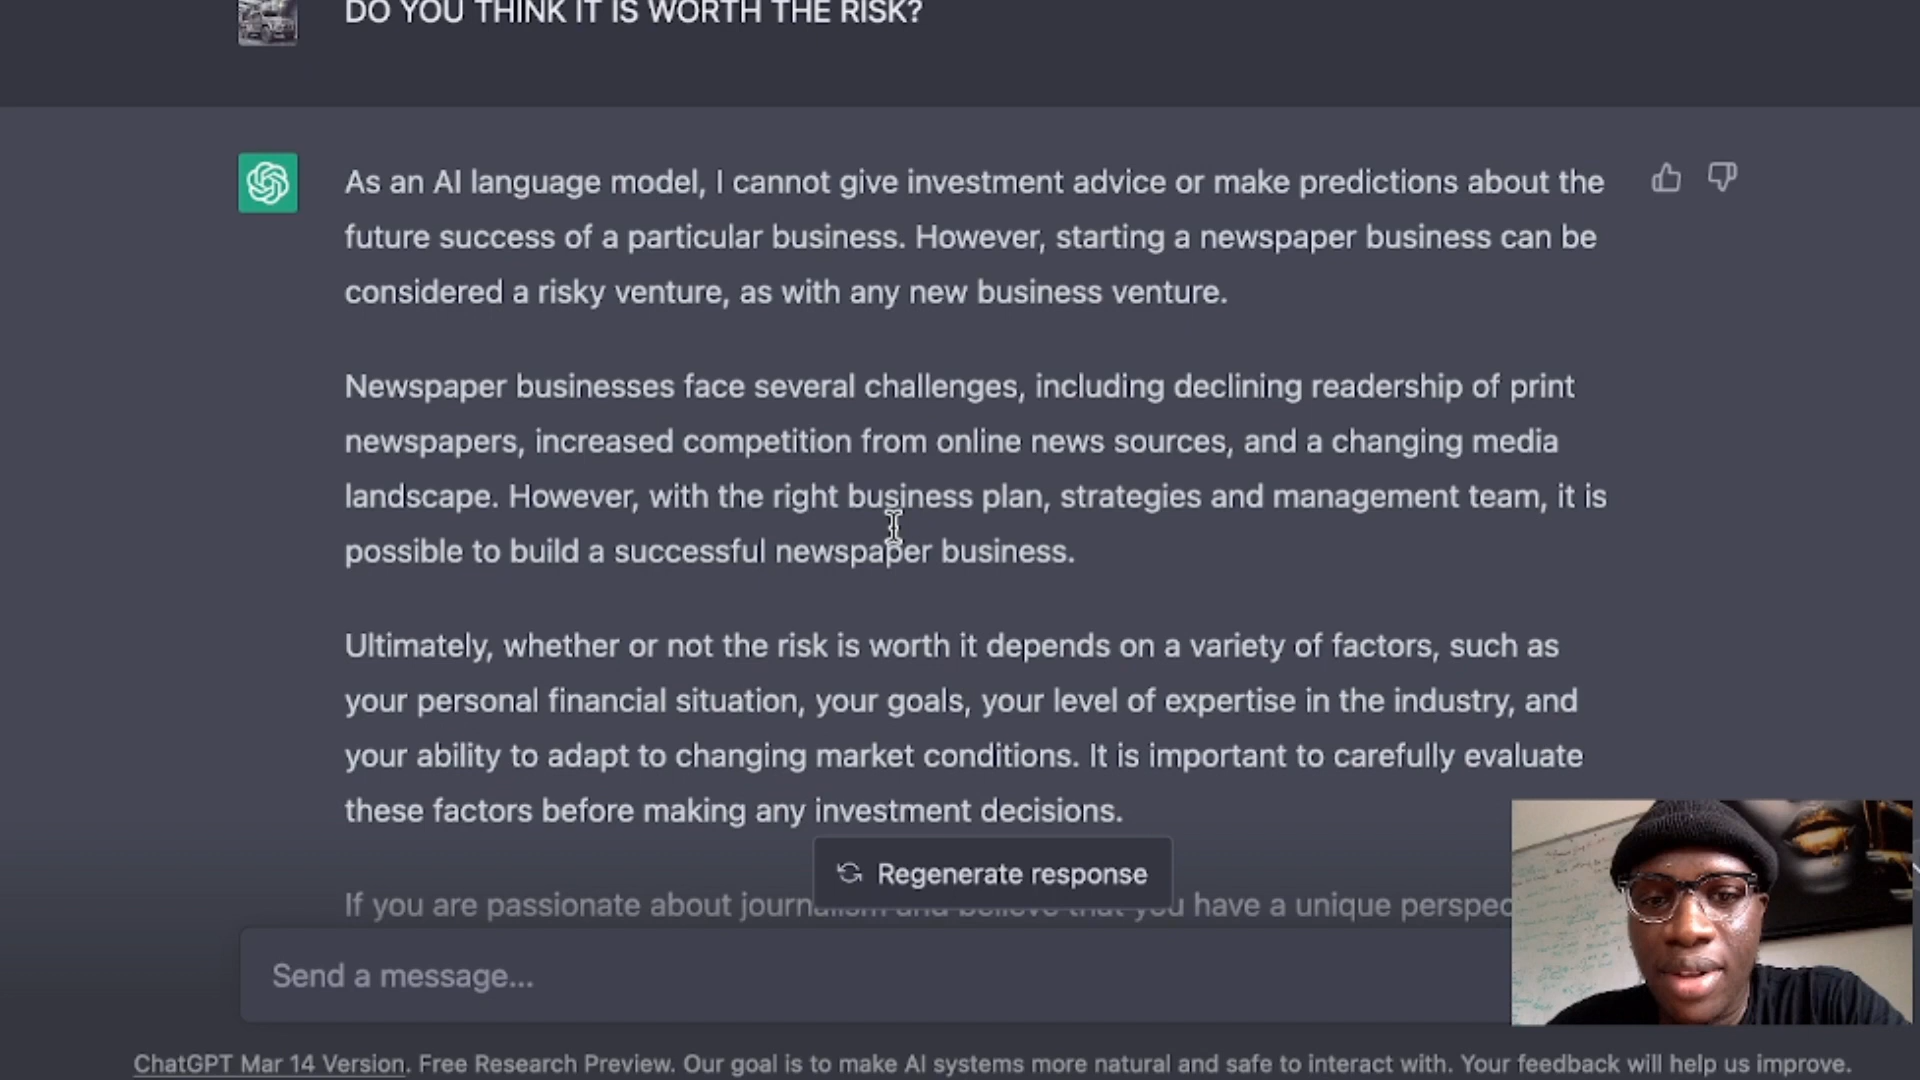 DO YOU THINK IT IS WORTH THE RISK?
As an AI language model, I cannot give investment advice or make predictions about the
future success of a particular business. However, starting a newspaper business can be
considered a risky venture, as with any new business venture.
Newspaper businesses face several challenges, including declining readership of print
newspapers, increased competition from online news sources, and a changing media
landscape. However, with the right business plan, strategies and management team, it is
possible to build a successful newspaper business.
Ultimately, whether or not the risk is worth it depends on a variety of factors, such as
your personal financial situation, your goals, your level of expertise in the industry, and
your ability to adapt to changing market conditions. It is important to carefully evaluate
these factors before making any investment decisions.
Regenerate response
If you are passionate about journalism and believe that you have a unique perspec
Send a message...
ChatGPT Mar 14 Version. Free Research Preview. Our goal is to make AI systems more natural and safe to interact with. Your feedback will help us improve.